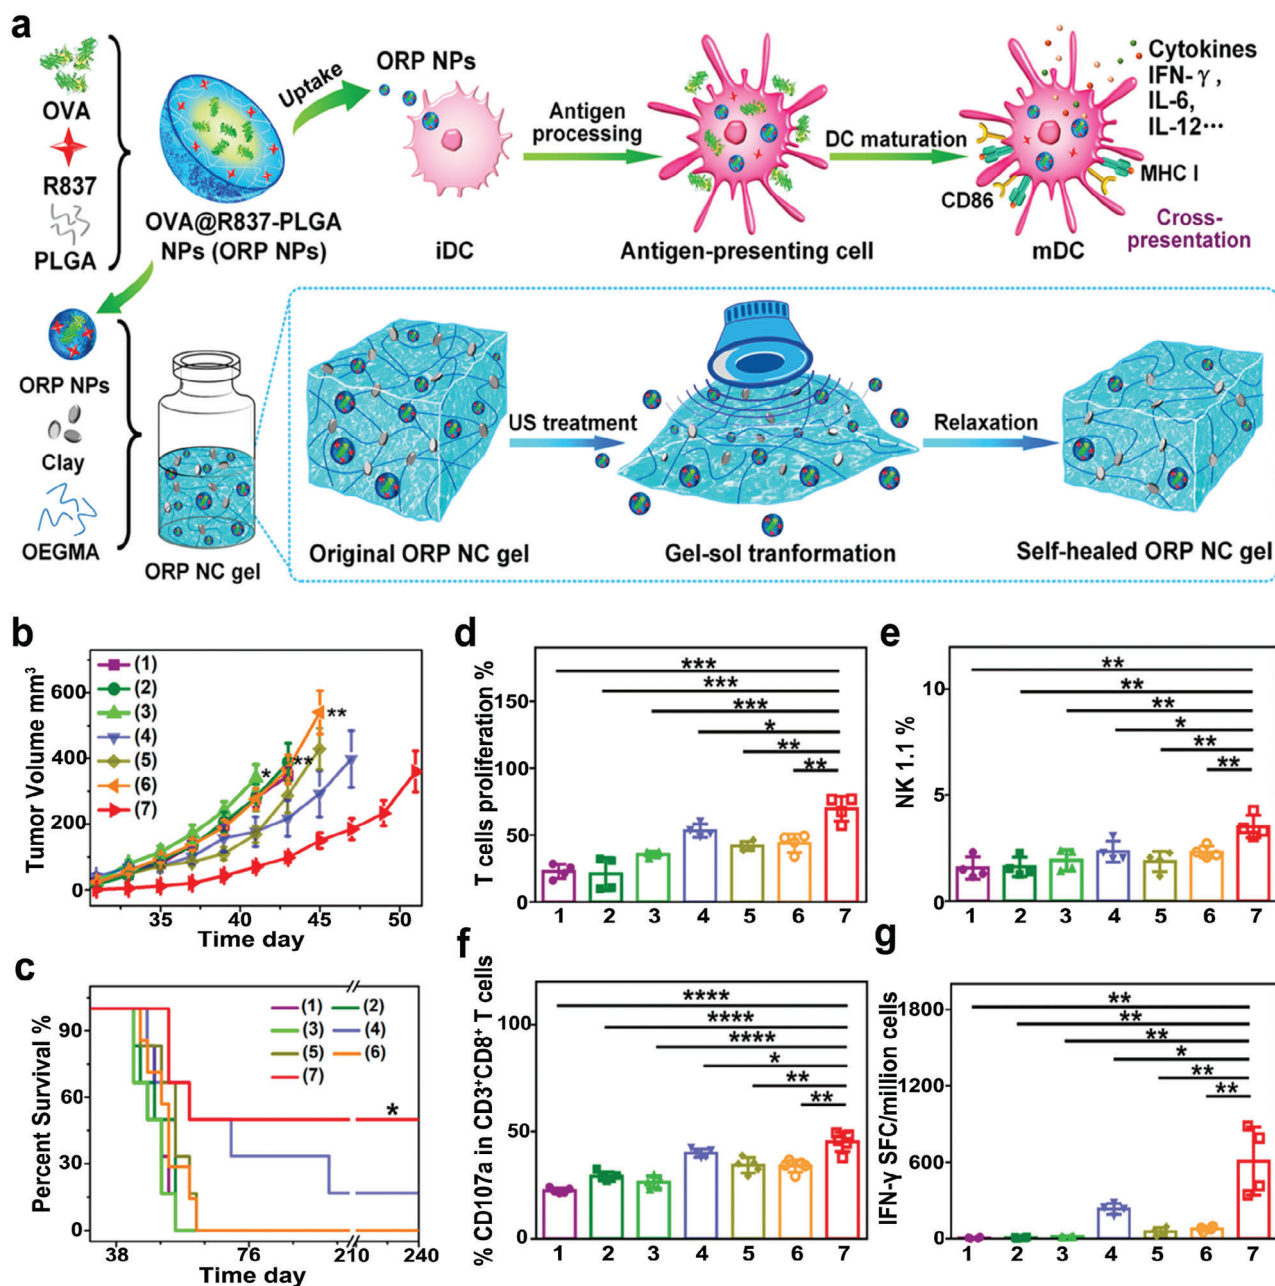 a
OVA
R837
PLGA
OVA@R837-PLGA
NPs (ORP NPs)
Uptake
ORP NPs
iDC
Antigen
processing
Antigen-presenting cell
DC maturation
Cytokines
IFN-γ,
IL-6,
IL-12⋯
MHC I
CD86
Cross-
presentation
mDC
ORP NPs
Clay
OEGMA
ORP NC gel
Original ORP NC gel
US treatment
Gel-sol tranformation
Relaxation
Self-healed ORP NC gel
b
Tumor Volume mm³
600
400
200
0
35 40 45 50
Time day
(1)
(2)
(3)
(4)
(5)
(6)
(7)
*
**
**
c
Percent Survival %
90
60
30
0
38 76 210 240
Time day
(1) (2)
(3) (4)
(5) (6)
(7)
*
d
T cells proliferation %
150
100
50
0
1 2 3 4 5 6 7
***
***
***
*
**
**
e
NK 1.1 %
10
5
0
1 2 3 4 5 6 7
**
**
**
*
**
**
f
% CD107a in CD3⁺CD8⁺ T cells
100
50
0
1 2 3 4 5 6 7
****
****
****
*
**
**
g
IFN-γ SFC/million cells
1800
1200
600
0
1 2 3 4 5 6 7
**
**
**
*
**
**